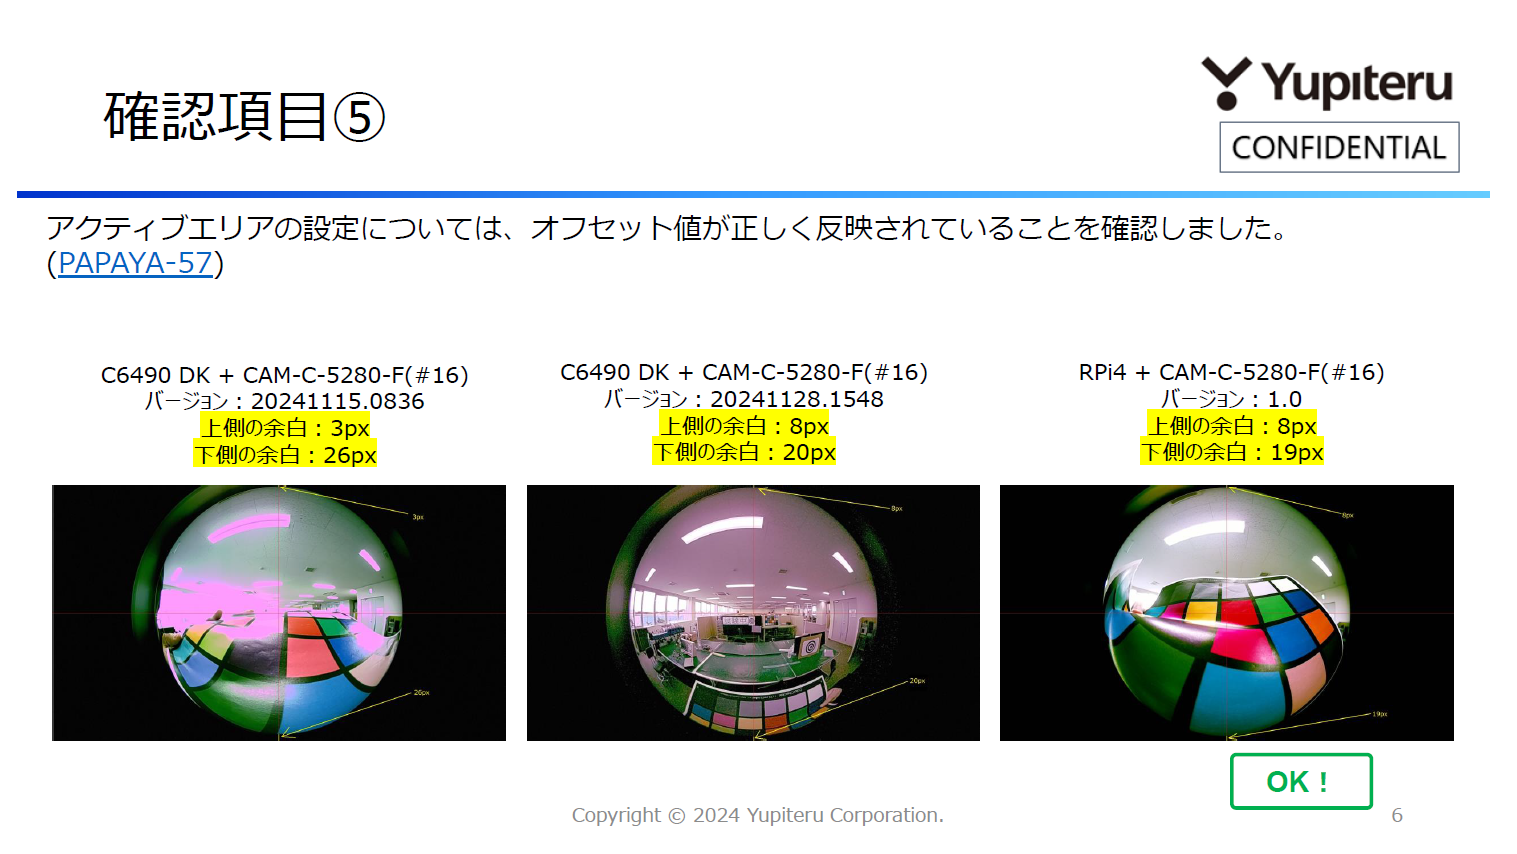 確認項目⑤
Yupiteru
CONFIDENTIAL
アクティブエリアの設定については、オフセット値が正しく反映されていることを確認しました。
(PAPAYA-57)
C6490 DK + CAM-C-5280-F(#16)
バージョン：20241115.0836
上側の余白：3px
下側の余白：26px
C6490 DK + CAM-C-5280-F(#16)
バージョン：20241128.1548
上側の余白：8px
下側の余白：20px
RPi4 + CAM-C-5280-F(#16)
バージョン：1.0
上側の余白：8px
下側の余白：19px
3px
26px
8px
20px
8px
19px
OK！
Copyright © 2024 Yupiteru Corporation.
6